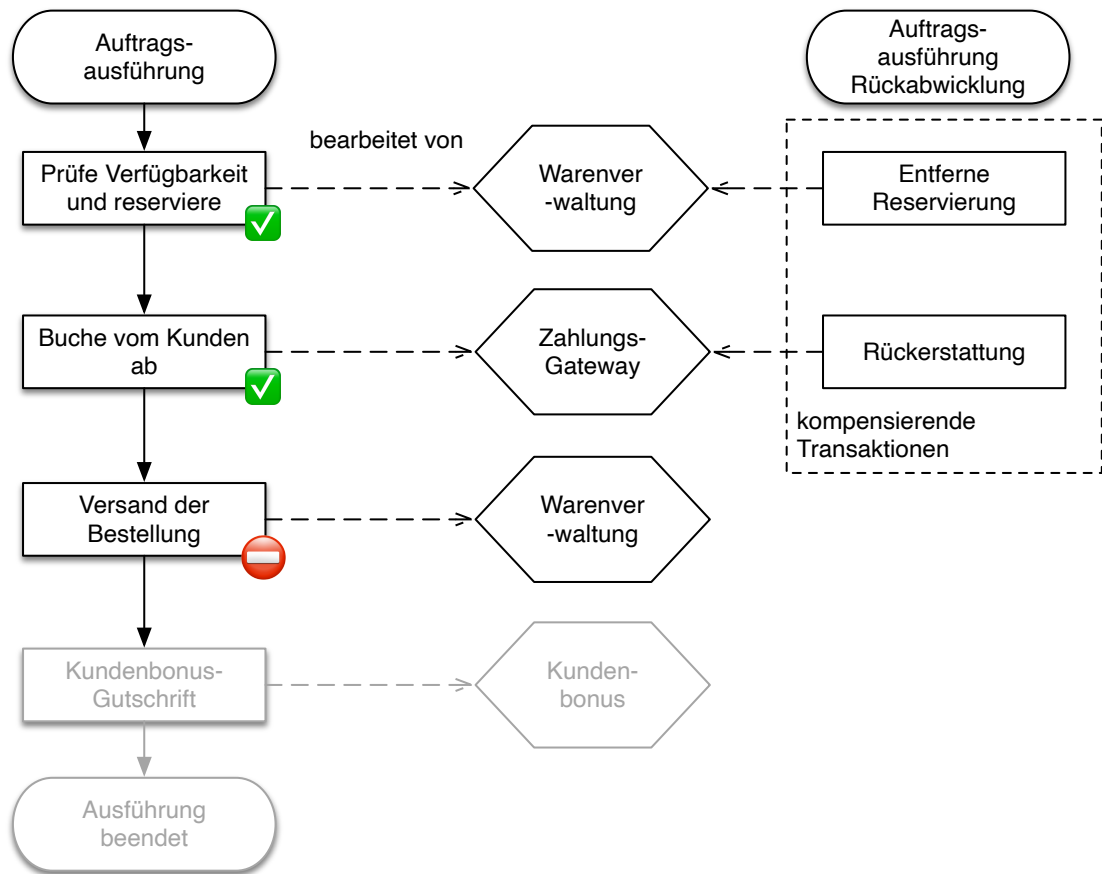 Auftrags-
ausführung
Auftrags-
ausführung
Rückabwicklung
bearbeitet von
Prüfe Verfügbarkeit
und reserviere
Warenver
-waltung
Entferne
Reservierung
Buche vom Kunden
ab
Zahlungs-
Gateway
Rückerstattung
kompensierende
Transaktionen
Versand der
Bestellung
Warenver
-waltung
Kundenbonus-
Gutschrift
Kunden-
bonus
Ausführung
beendet